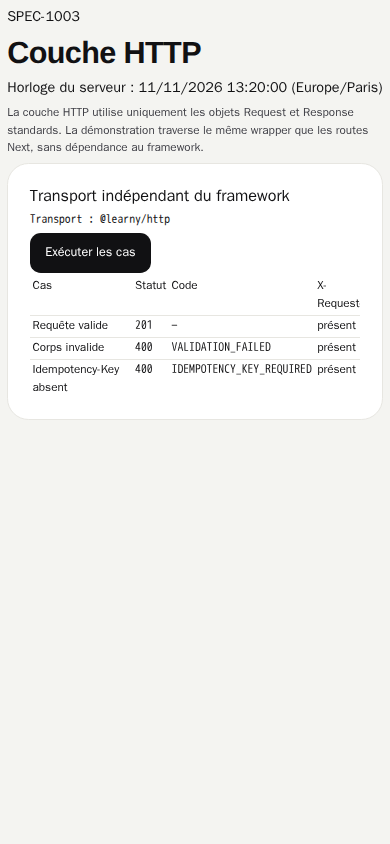 SPEC-1003
Couche HTTP
Horloge du serveur : 11/11/2026 13:20:00 (Europe/Paris)
La couche HTTP utilise uniquement les objets Request et Response
standards. La démonstration traverse le même wrapper que les routes
Next, sans dépendance au framework.
Transport indépendant du framework
Transport : @learny/http
Exécuter les cas
Cas Statut Code X-
Request
Requête valide 201 — présent
Corps invalide 400 VALIDATION_FAILED présent
Idempotency-Key 400 IDEMPOTENCY_KEY_REQUIRED présent
absent